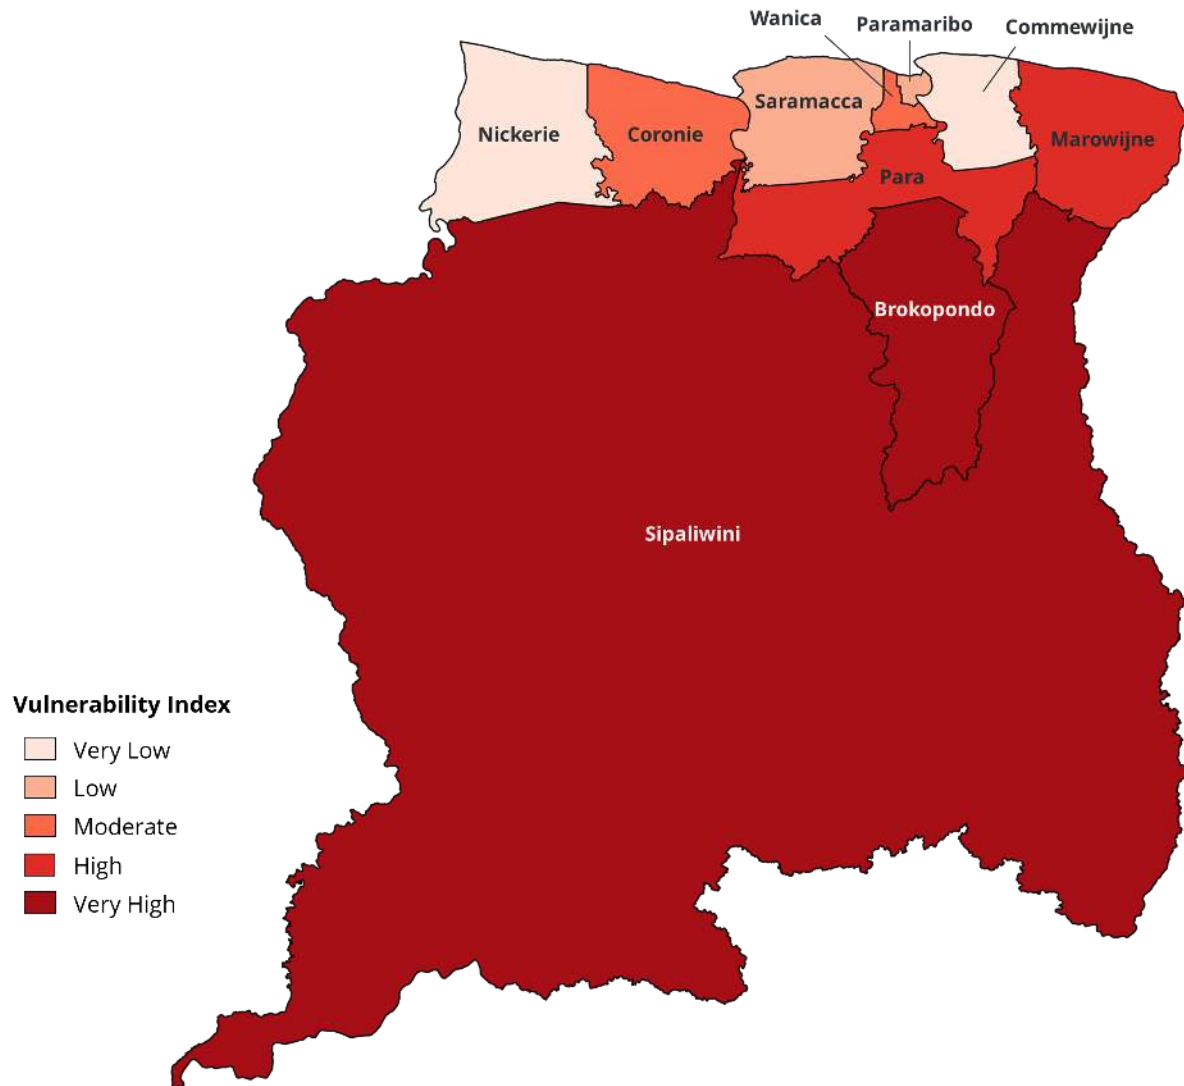 Wanica
Paramaribo
Commewijne
Saramacca
Nickerie
Coronie
Marowijne
Para
Brokopondo
Sipaliwini
Vulnerability Index
Very Low
Low
Moderate
High
Very High